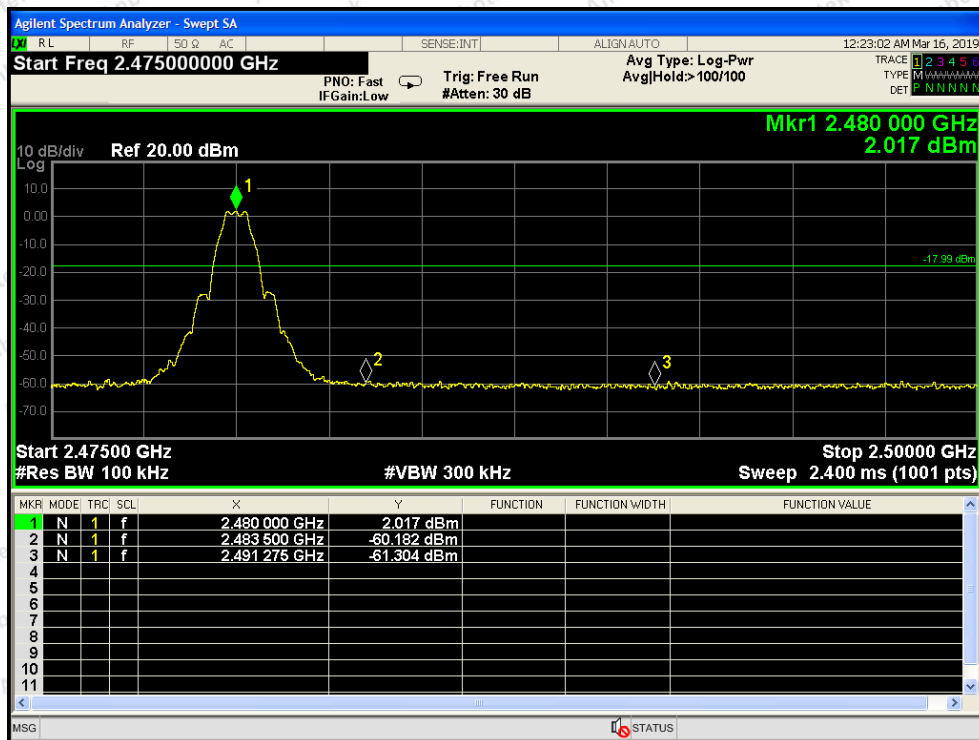 Agilent Spectrum Analyzer - Swept SA
LXI RL RF 50 Ω AC SENSE:INT ALIGNAUTO 12:23:02 AM Mar 16, 2019
Start Freq 2.475000000 GHz
PNO: Fast
IFGain:Low
Trig: Free Run
#Atten: 30 dB
Avg Type: Log-Pwr
Avg|Hold:>100/100
TRACE 1 2 3 4 5 6
TYPE MWWWWW
DET P N N N N N
Mkr1 2.480 000 GHz
2.017 dBm
10 dB/div Ref 20.00 dBm
Log
10.0
0.00
-10.0
-20.0
-30.0
-40.0
-50.0
-60.0
-70.0
1
-17.99 dBm
2
3
Start 2.47500 GHz Stop 2.50000 GHz
#Res BW 100 kHz #VBW 300 kHz Sweep 2.400 ms (1001 pts)
MKR MODE TRC SCL X Y FUNCTION FUNCTION WIDTH FUNCTION VALUE
1 N 1 f 2.480 000 GHz 2.017 dBm
2 N 1 f 2.483 500 GHz -60.182 dBm
3 N 1 f 2.491 275 GHz -61.304 dBm
4
5
6
7
8
9
10
11
MSG STATUS